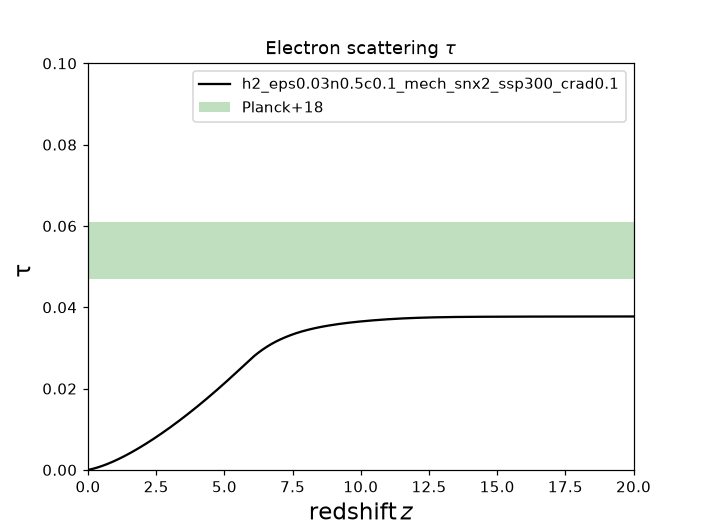 Electron scattering τ
h2_eps0.03n0.5c0.1_mech_snx2_ssp300_crad0.1
Planck+18
0.10
0.08
0.06
0.04
0.02
0.00
τ
0.0 2.5 5.0 7.5 10.0 12.5 15.0 17.5 20.0
redshift z